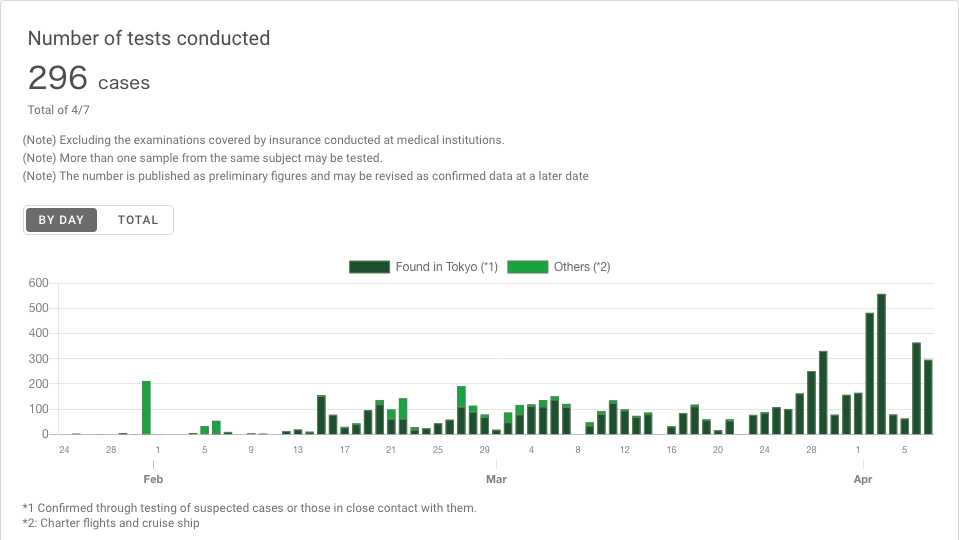 Number of tests conducted
296 cases
Total of 4/7
(Note) Excluding the examinations covered by insurance conducted at medical institutions.
(Note) More than one sample from the same subject may be tested.
(Note) The number is published as preliminary figures and may be revised as confirmed data at a later date
BY DAY TOTAL
Found in Tokyo (*1) Others (*2)
600
500
400
300
200
100
0
24 28 1 5 9 13 17 21 25 29 4 8 12 16 20 24 28 1 5
Feb Mar Apr
*1 Confirmed through testing of suspected cases or those in close contact with them.
*2: Charter flights and cruise ship